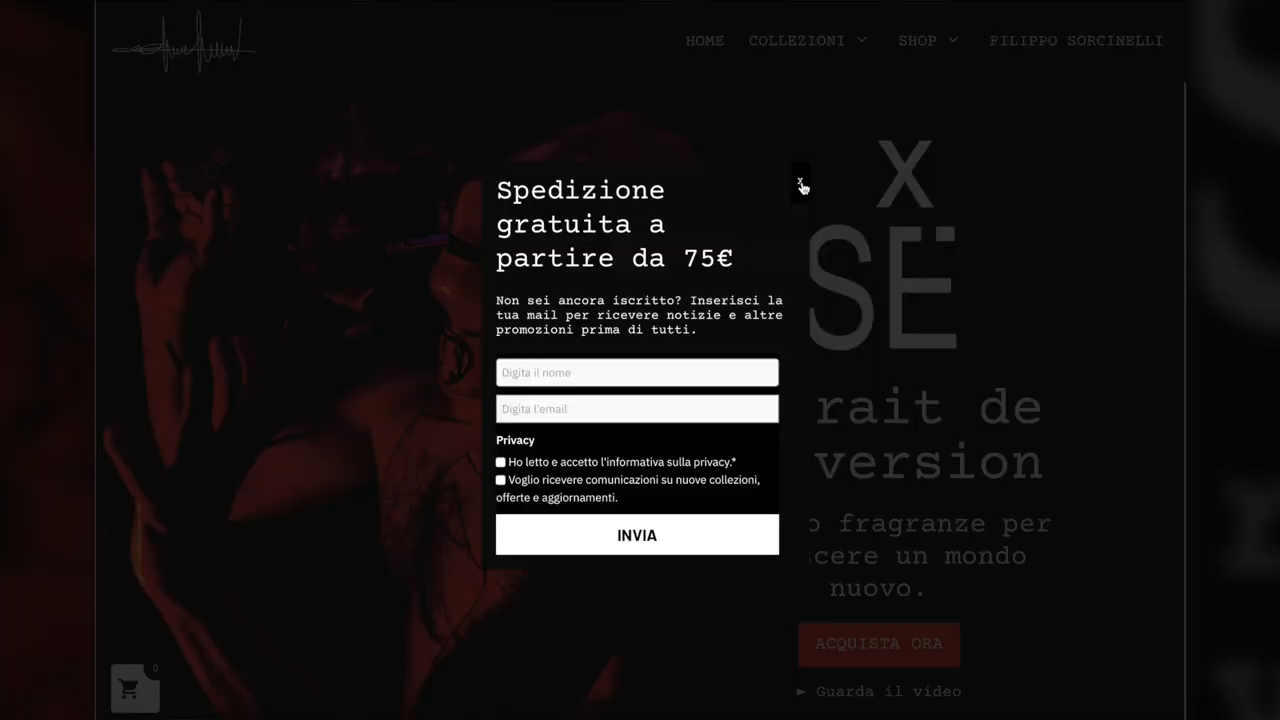 HOME COLLEZIONI SHOP FILIPPO SORCINELLI
X
SË
x
Spedizione
gratuita a
partire da 75€
Non sei ancora iscritto? Inserisci la
tua mail per ricevere notizie e altre
promozioni prima di tutti.
Digita il nome
Digita l'email
Privacy
Ho letto e accetto l'informativa sulla privacy.*
Voglio ricevere comunicazioni su nuove collezioni,
offerte e aggiornamenti.
INVIA
rait de
version
fragranze per
scere un mondo
nuovo.
ACQUISTA ORA
► Guarda il video
0